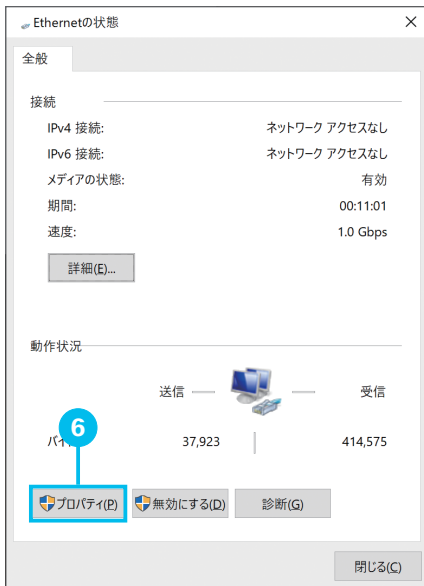 Ethernetの状態
全般
接続
IPv4 接続: ネットワーク アクセスなし
IPv6 接続: ネットワーク アクセスなし
メディアの状態: 有効
期間: 00:11:01
速度: 1.0 Gbps
詳細(E)...
動作状況
送信 受信
6
バイ 37,923 414,575
プロパティ(P) 無効にする(D) 診断(G)
閉じる(C)